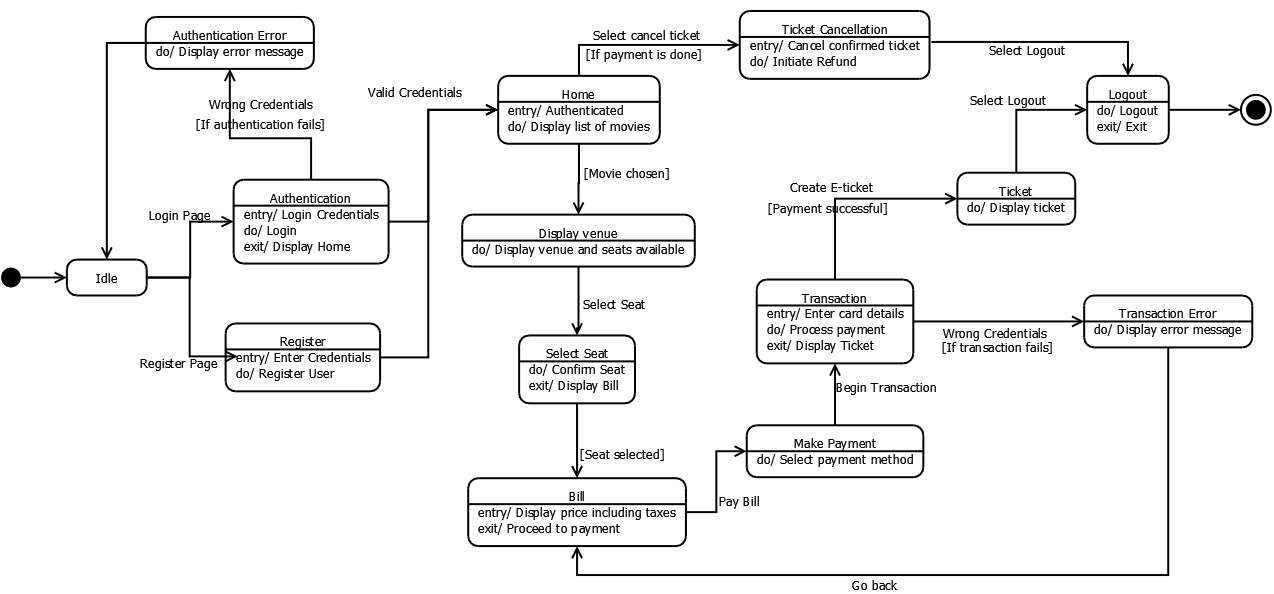 Authentication Error
do/ Display error message
Wrong Credentials
[If authentication fails]
Authentication
entry/ Login Credentials
do/ Login
exit/ Display Home
Login Page
Idle
Register
entry/ Enter Credentials
do/ Register User
Register Page
Valid Credentials
Home
entry/ Authenticated
do/ Display list of movies
Select cancel ticket
[If payment is done]
Ticket Cancellation
entry/ Cancel confirmed ticket
do/ Initiate Refund
Select Logout
Logout
do/ Logout
exit/ Exit
Select Logout
[Movie chosen]
Display venue
do/ Display venue and seats available
Select Seat
Select Seat
do/ Confirm Seat
exit/ Display Bill
[Seat selected]
Bill
entry/ Display price including taxes
exit/ Proceed to payment
Pay Bill
Make Payment
do/ Select payment method
Begin Transaction
Transaction
entry/ Enter card details
do/ Process payment
exit/ Display Ticket
Create E-ticket
[Payment successful]
Ticket
do/ Display ticket
Wrong Credentials
[If transaction fails]
Transaction Error
do/ Display error message
Go back